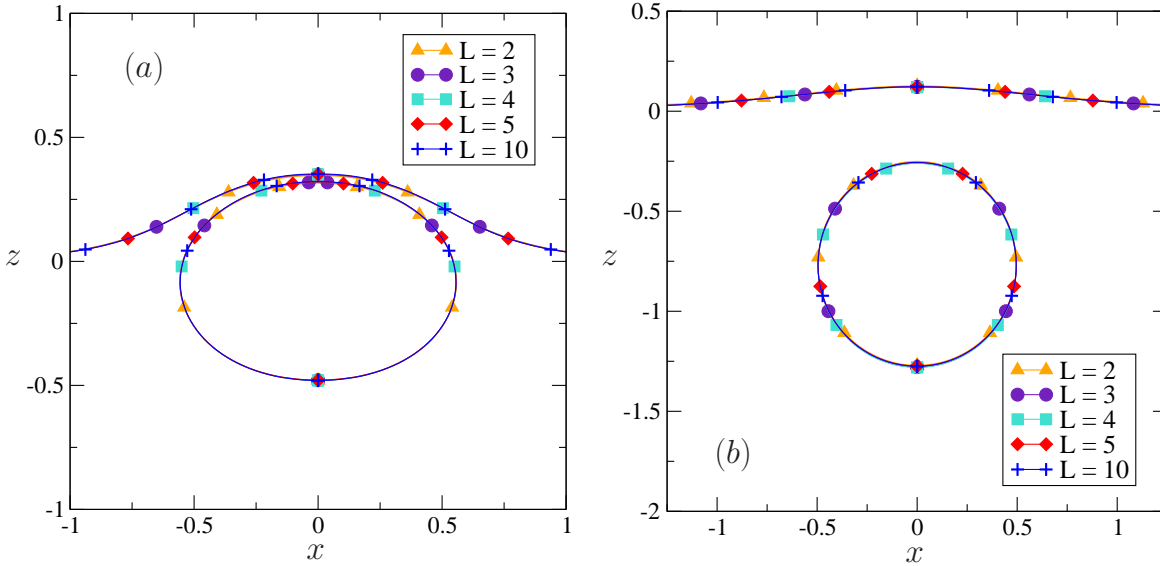 (a)
L = 2
L = 3
L = 4
L = 5
L = 10
1
0.5
0
-0.5
-1
z
-1
-0.5
0
0.5
1
x
(b)
0.5
0
-0.5
-1
-1.5
-2
z
-1
-0.5
0
0.5
1
x
L = 2
L = 3
L = 4
L = 5
L = 10